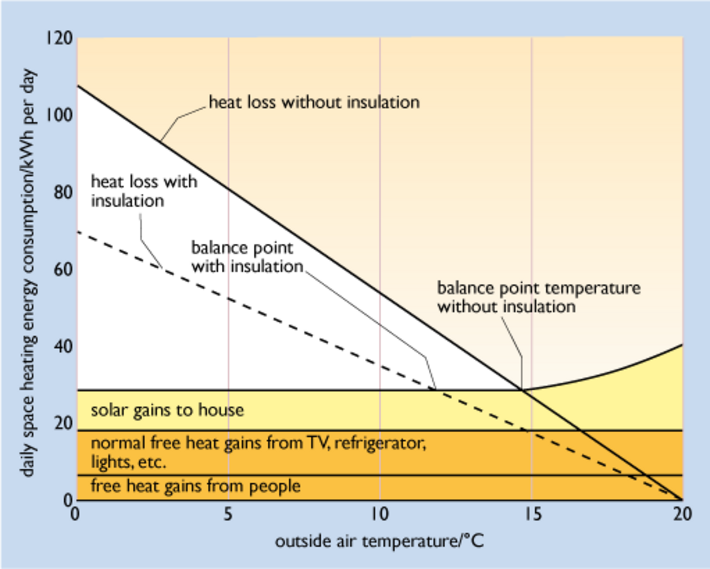 daily space heating energy consumption/kWh per day
120
100
80
60
40
20
0
heat loss without insulation
heat loss with
insulation
balance point
with insulation
balance point temperature
without insulation
solar gains to house
normal free heat gains from TV, refrigerator,
lights, etc.
free heat gains from people
0
5
10
15
20
outside air temperature/°C